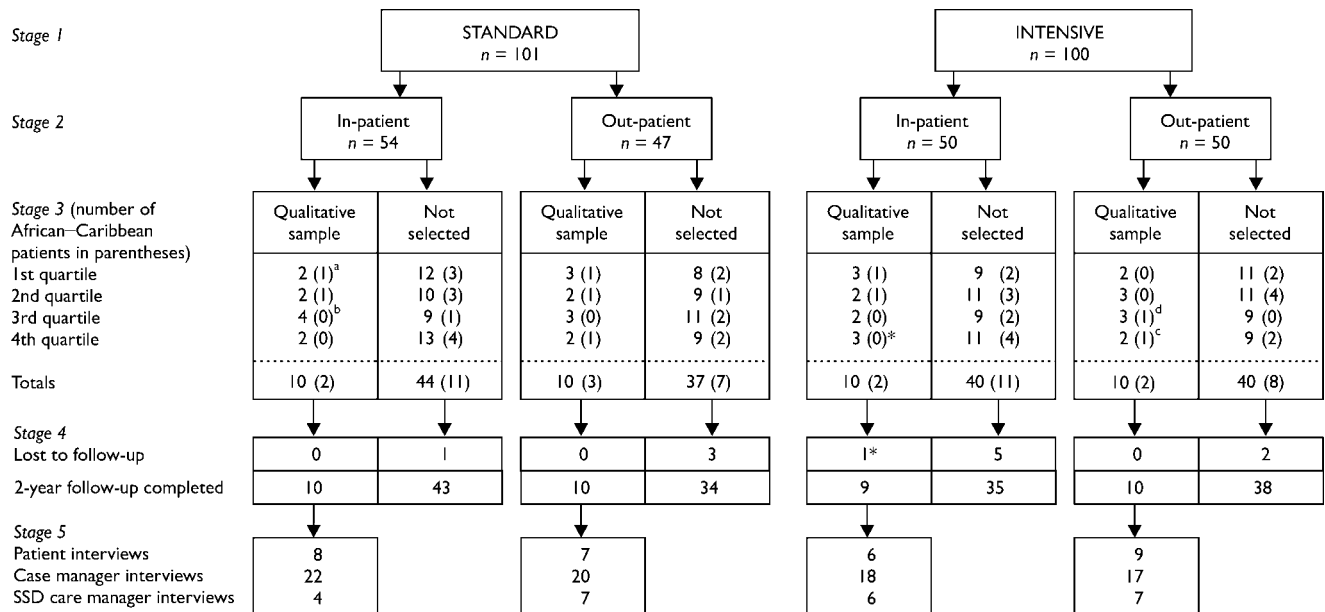 Stage 1
STANDARD
n = 101
INTENSIVE
n = 100
Stage 2
In-patient
n = 54
Out-patient
n = 47
In-patient
n = 50
Out-patient
n = 50
Stage 3 (number of
African–Caribbean
patients in parentheses)
Qualitative
sample
Not
selected
Qualitative
sample
Not
selected
Qualitative
sample
Not
selected
Qualitative
sample
Not
selected
1st quartile 2 (1)a 12 (3) 3 (1) 8 (2) 3 (1) 9 (2) 2 (0) 11 (2)
2nd quartile 2 (1) 10 (3) 2 (1) 9 (1) 2 (1) 11 (3) 3 (0) 11 (4)
3rd quartile 4 (0)b 9 (1) 3 (0) 11 (2) 2 (0) 9 (2) 3 (1)d 9 (0)
4th quartile 2 (0) 13 (4) 2 (1) 9 (2) 3 (0)* 11 (4) 2 (1)c 9 (2)
Totals 10 (2) 44 (11) 10 (3) 37 (7) 10 (2) 40 (11) 10 (2) 40 (8)
Stage 4
Lost to follow-up 0 1 0 3 1* 5 0 2
2-year follow-up completed 10 43 10 34 9 35 10 38
Stage 5
Patient interviews 8 7 6 9
Case manager interviews 22 20 18 17
SSD care manager interviews 4 7 6 7